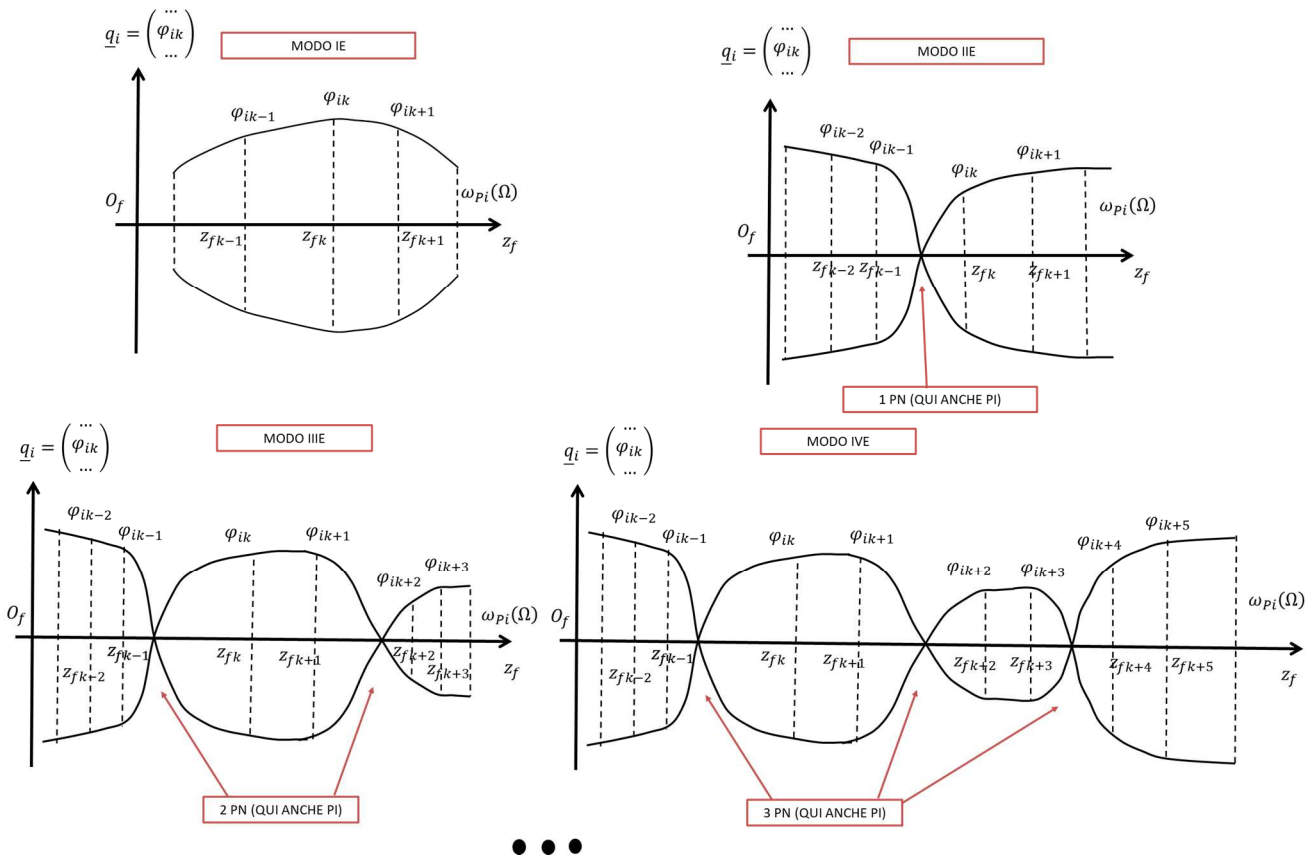 ...
q_i = (φ_ik)
...
MODO IE
φ_ik−1
φ_ik
φ_ik+1
O_f
ω_Pi(Ω)
z_fk−1
z_fk
z_fk+1
z_f
...
q_i = (φ_ik)
...
MODO IIE
φ_ik−2
φ_ik−1
φ_ik
φ_ik+1
O_f
ω_Pi(Ω)
z_fk−2
z_fk−1
z_fk
z_fk+1
z_f
1 PN (QUI ANCHE PI)
...
q_i = (φ_ik)
...
MODO IIIE
φ_ik−2
φ_ik−1
φ_ik
φ_ik+1
φ_ik+2
φ_ik+3
O_f
ω_Pi(Ω)
z_fk−2
z_fk−1
z_fk
z_fk+1
z_fk+2
z_fk+3
z_f
2 PN (QUI ANCHE PI)
...
q_i = (φ_ik)
...
MODO IVE
φ_ik−2
φ_ik−1
φ_ik
φ_ik+1
φ_ik+2
φ_ik+3
φ_ik+4
φ_ik+5
O_f
ω_Pi(Ω)
z_fk−2
z_fk−1
z_fk
z_fk+1
z_fk+2
z_fk+3
z_fk+4
z_fk+5
z_f
3 PN (QUI ANCHE PI)
• • •